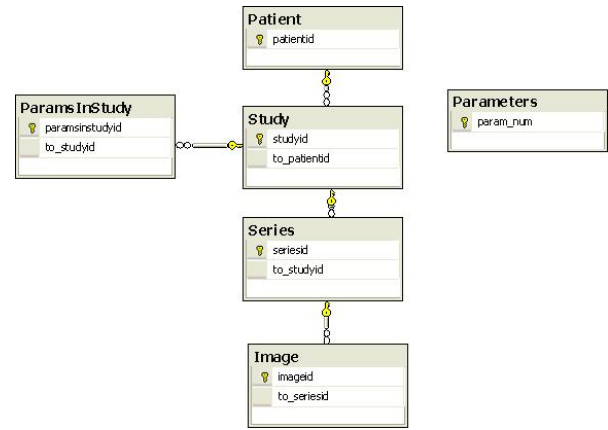 Patient
patientid
ParamsInStudy
paramsinstudyid
to_studyid
Study
studyid
to_patientid
Parameters
param_num
Series
seriesid
to_studyid
Image
imageid
to_seriesid